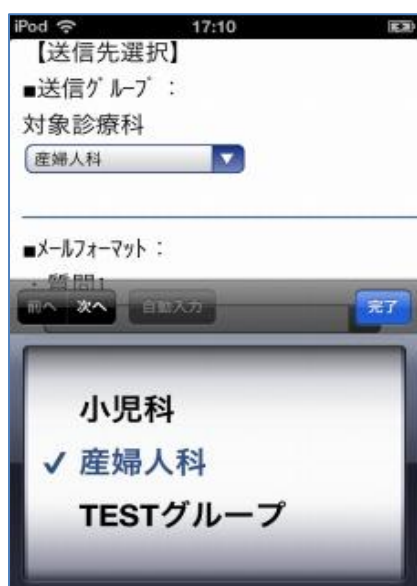 iPod 17:10
【送信先選択】
■送信ｸﾞﾙｰﾌﾟ：
対象診療科
産婦人科
■ﾒｰﾙﾌｫｰﾏｯﾄ：
・質問1
前へ 次へ 自動入力 完了
小児科
✓ 産婦人科
TESTグループ